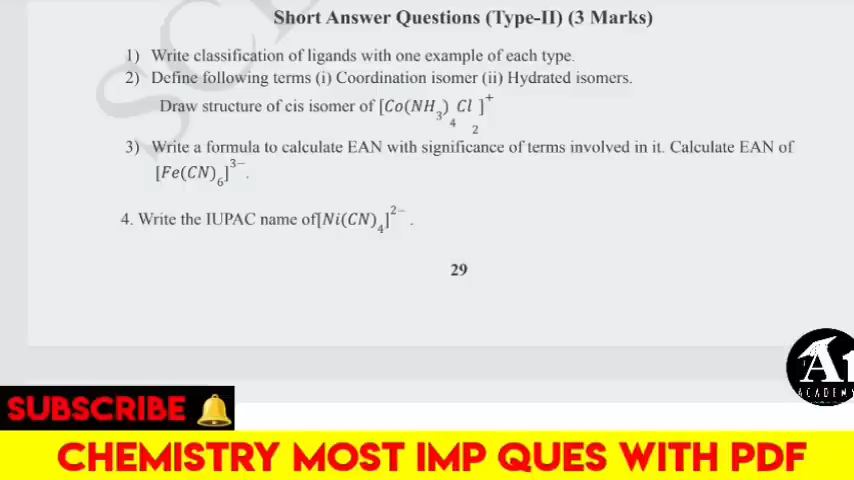 Short Answer Questions (Type-II) (3 Marks)
1) Write classification of ligands with one example of each type.
2) Define following terms (i) Coordination isomer (ii) Hydrated isomers.
Draw structure of cis isomer of [Co(NH₃)₄Cl₂]⁺
3) Write a formula to calculate EAN with significance of terms involved in it. Calculate EAN of
[Fe(CN)₆]³⁻.
4. Write the IUPAC name of[Ni(CN)₄]²⁻ .
29
A1
ACADEMY
SUBSCRIBE
CHEMISTRY MOST IMP QUES WITH PDF